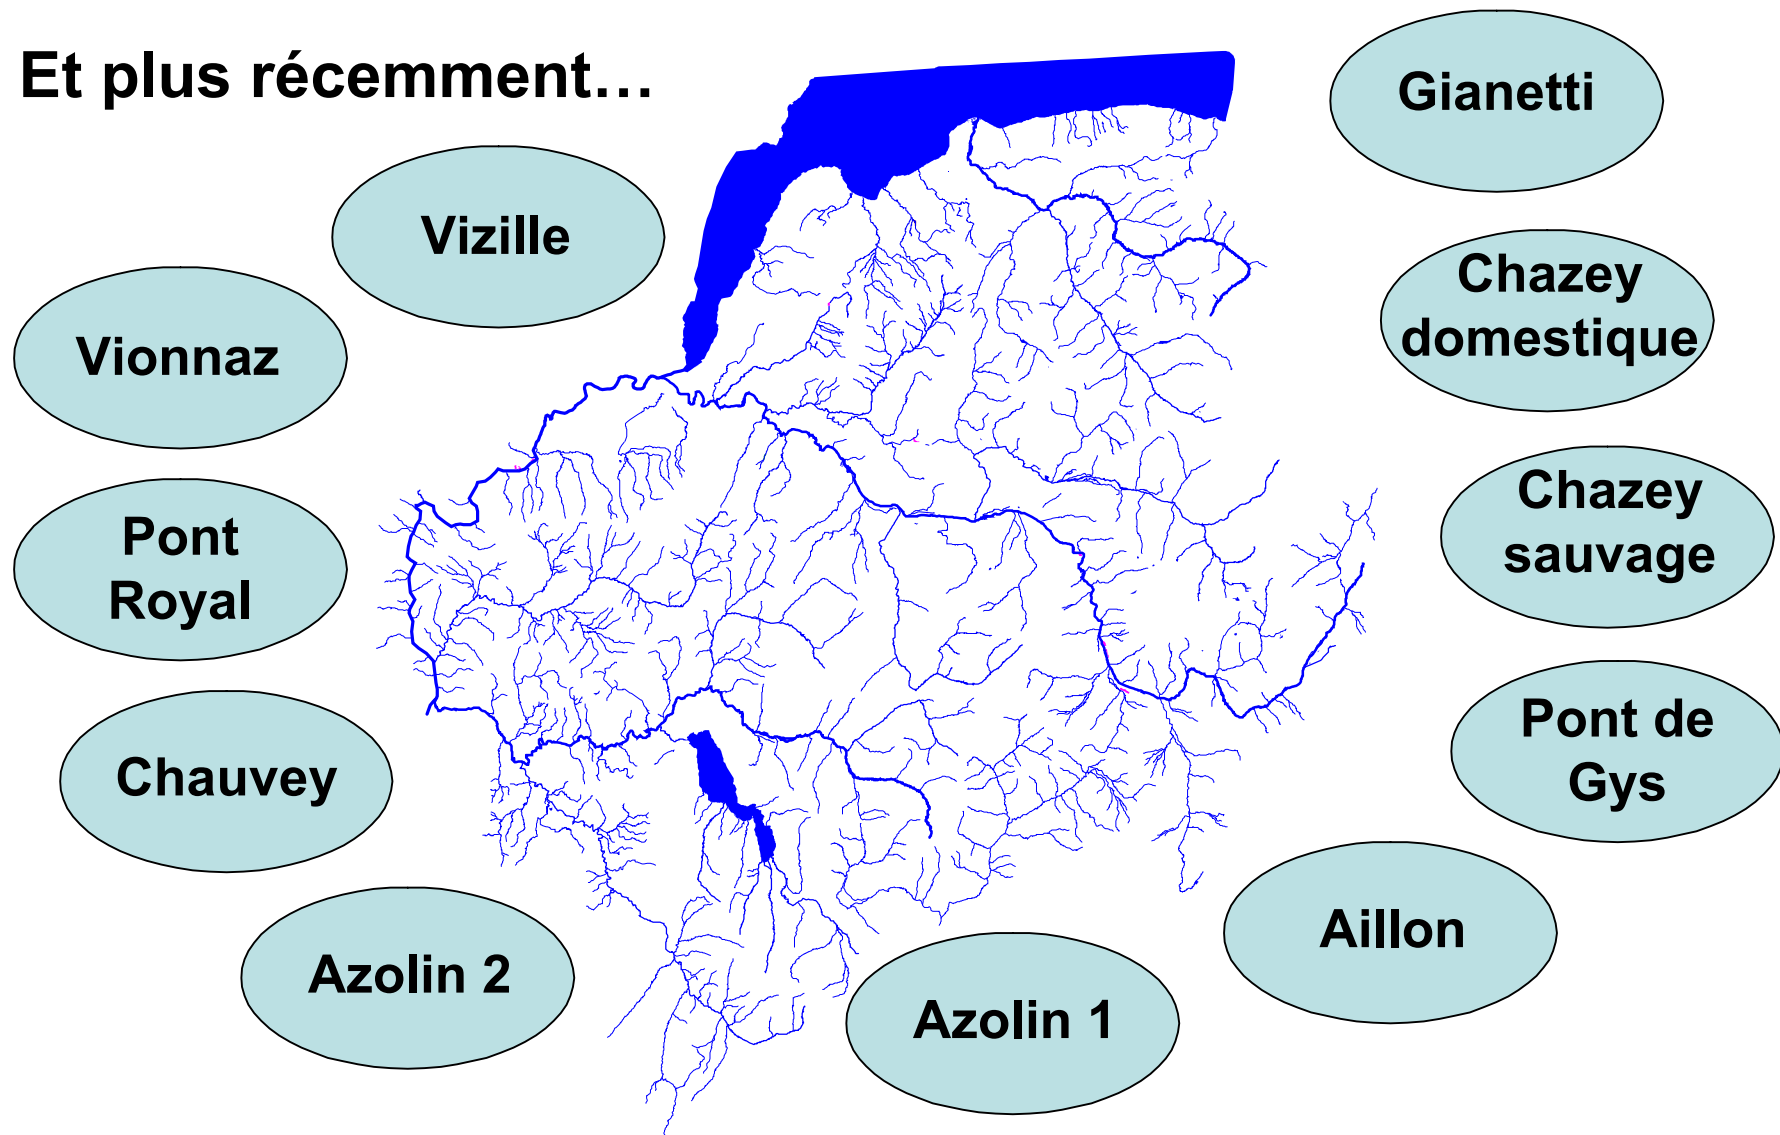 Et plus récemment…
Gianetti
Vizille
Chazey
domestique
Vionnaz
Chazey
sauvage
Pont
Royal
Pont de
Gys
Chauvey
Aillon
Azolin 2
Azolin 1